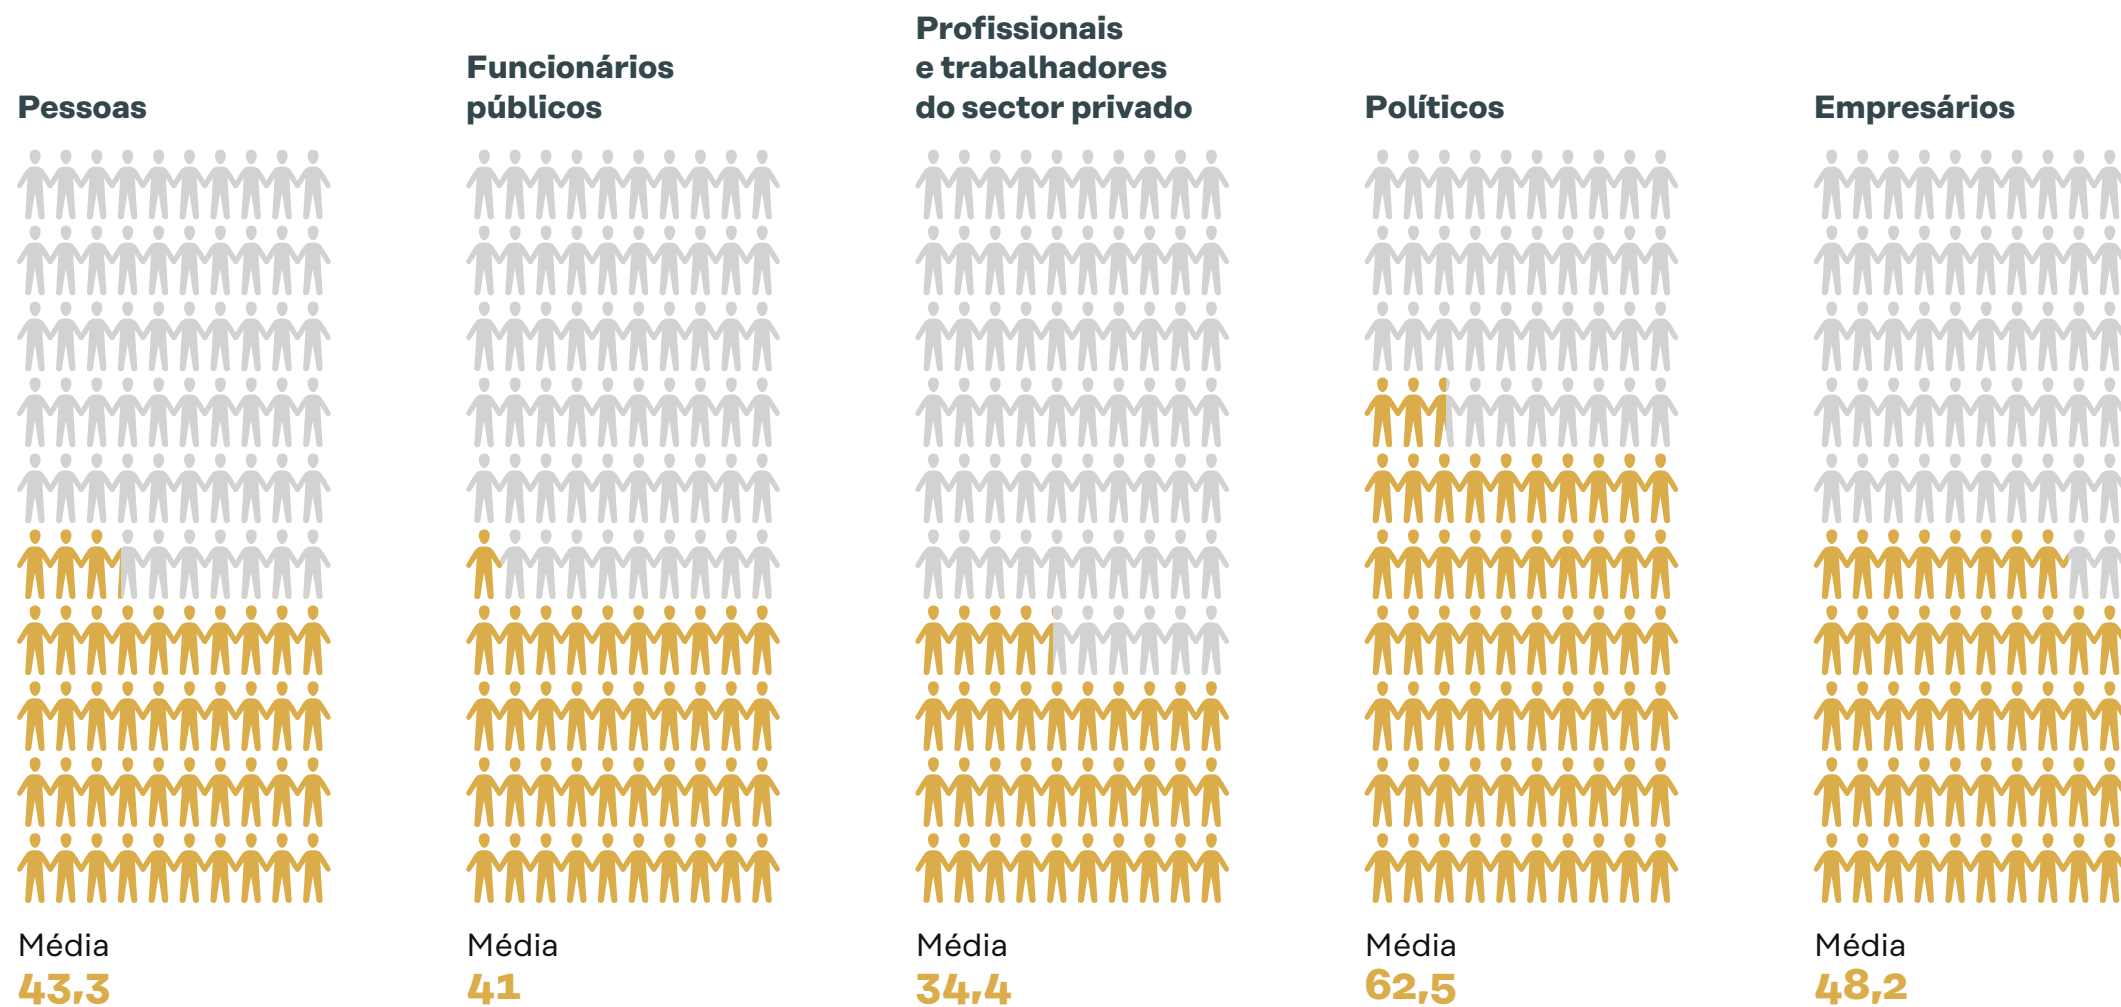 Pessoas
Funcionários
públicos
Profissionais
e trabalhadores
do sector privado
Políticos
Empresários
Média
43,3
Média
41
Média
34,4
Média
62,5
Média
48,2